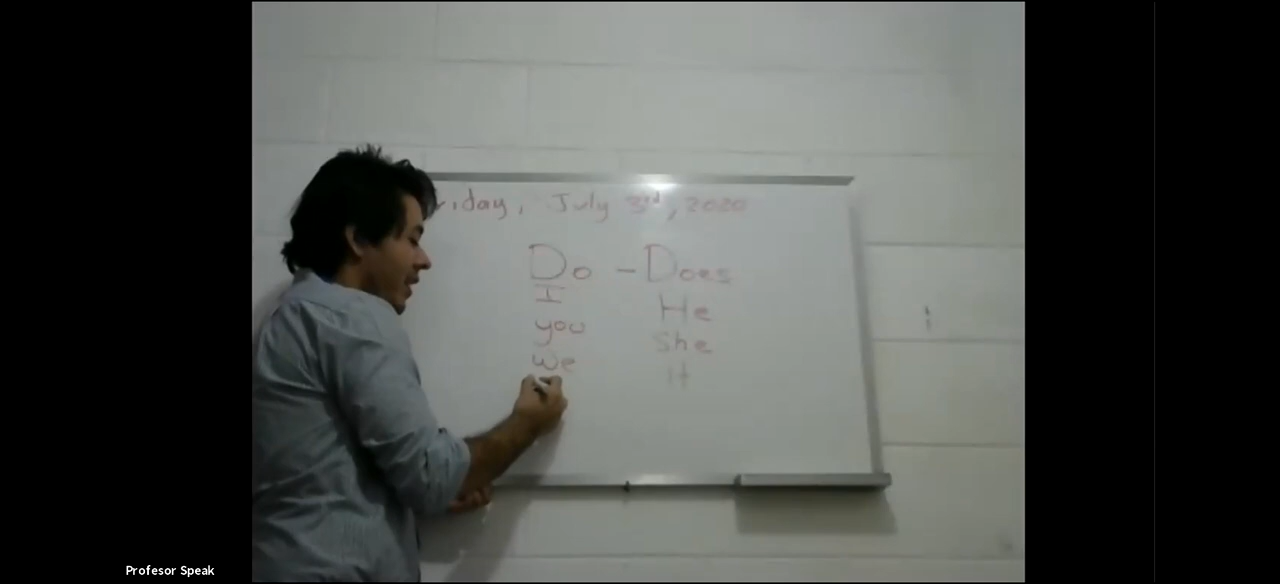 riday, July 3rd, 2020
Do - Does
I He
you She
we It
Profesor Speak